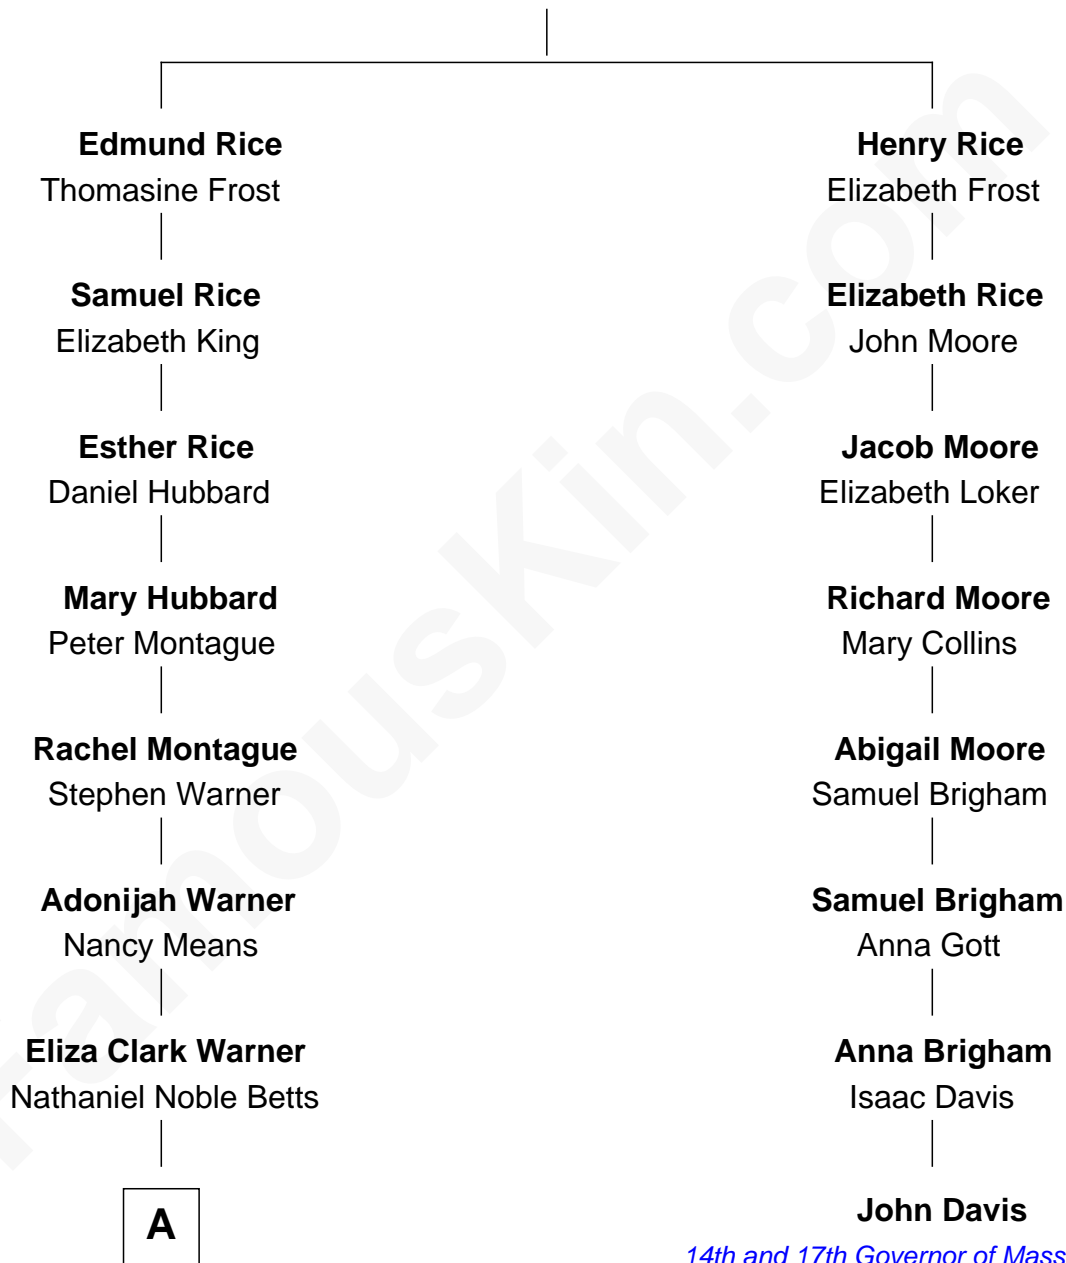 Edmund Rice
Thomasine Frost
Samuel Rice
Elizabeth King
Esther Rice
Daniel Hubbard
Mary Hubbard
Peter Montague
Rachel Montague
Stephen Warner
Adonijah Warner
Nancy Means
Eliza Clark Warner
Nathaniel Noble Betts
A
Henry Rice
Elizabeth Frost
Elizabeth Rice
John Moore
Jacob Moore
Elizabeth Loker
Richard Moore
Mary Collins
Abigail Moore
Samuel Brigham
Samuel Brigham
Anna Gott
Anna Brigham
Isaac Davis
John Davis
14th and 17th Governor of Mass
FamousKin.com